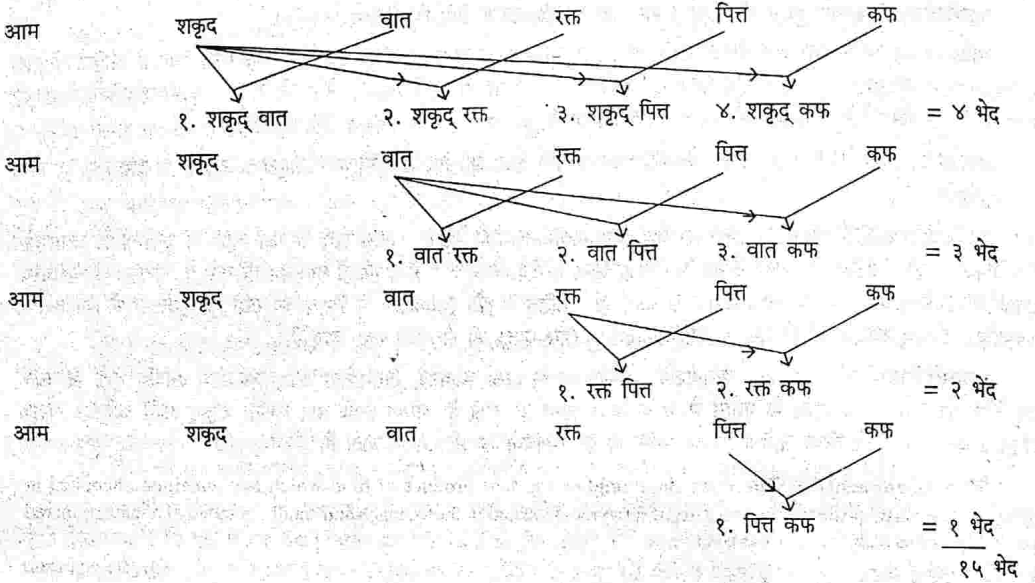 आम शकृद वात रक्त पित्त कफ
१. शकृद् वात २. शकृद् रक्त ३. शकृद् पित्त ४. शकृद् कफ = ४ भेद
आम शकृद वात रक्त पित्त कफ
१. वात रक्त २. वात पित्त ३. वात कफ = ३ भेद
आम शकृद वात रक्त पित्त कफ
१. रक्त पित्त २. रक्त कफ = २ भेद
आम शकृद वात रक्त पित्त कफ
१. पित्त कफ = १ भेद
१५ भेद